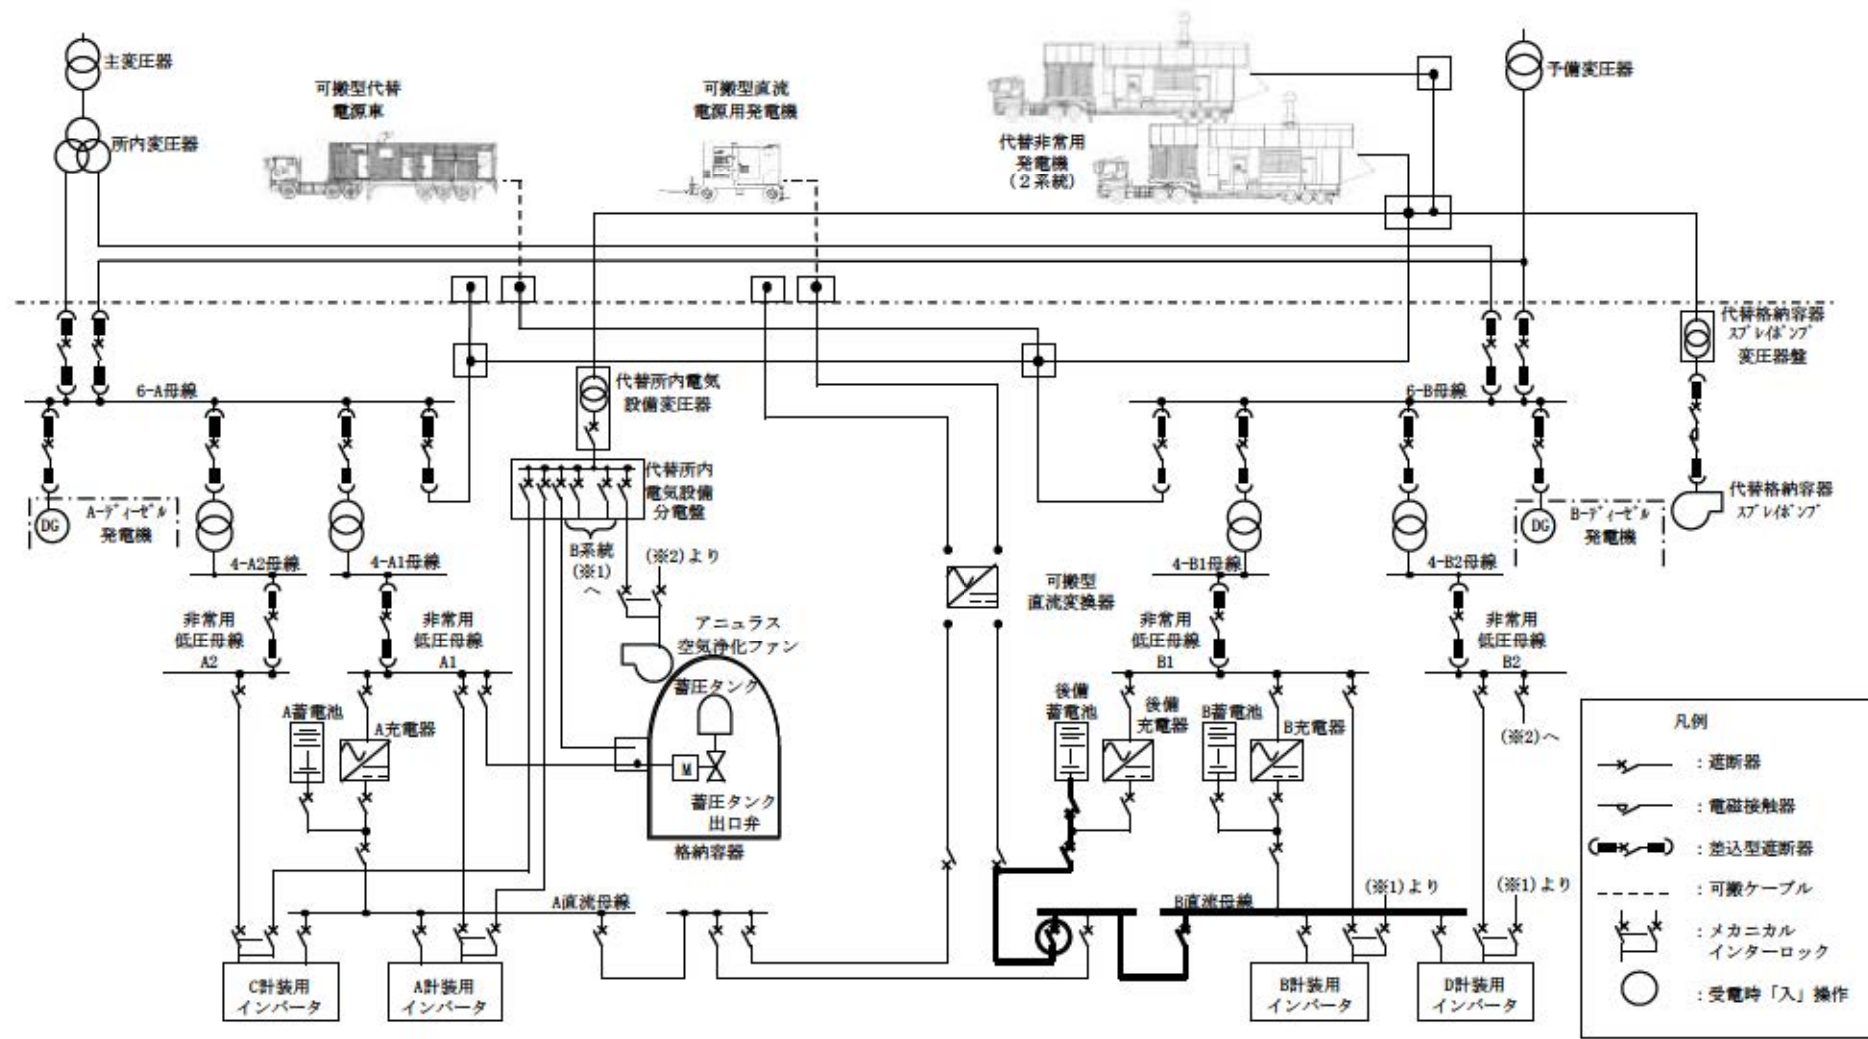 主変圧器
所内変圧器
可搬型代替
電源車
可搬型直流
電源用発電機
代替非常用
発電機
(2系統)
予備変圧器
代替格納容器
スプレイポンプ
変圧器盤
6-A母線
代替所内電気
設備変圧器
6-B母線
代替所内
電気設備
分電盤
DG
A-ディーゼル
発電機
B系統
(※1)
へ
(※2)より
DG
B-ディーゼル
発電機
代替格納容器
スプレイポンプ
4-A2母線
4-A1母線
4-B1母線
4-B2母線
可搬型
直流変換器
非常用
低圧母線
A2
非常用
低圧母線
A1
アニュラス
空気浄化ファン
非常用
低圧母線
B1
非常用
低圧母線
B2
A蓄電池
A充電器
蓄圧タンク
M
蓄圧タンク
出口弁
格納容器
後備
蓄電池
後備
充電器
B蓄電池
B充電器
(※2)へ
A直流母線
B直流母線
(※1)より
(※1)より
C計装用
インバータ
A計装用
インバータ
B計装用
インバータ
D計装用
インバータ
凡例
:遮断器
:電磁接触器
:差込型遮断器
:可搬ケーブル
:メカニカル
インターロック
:受電時「入」操作